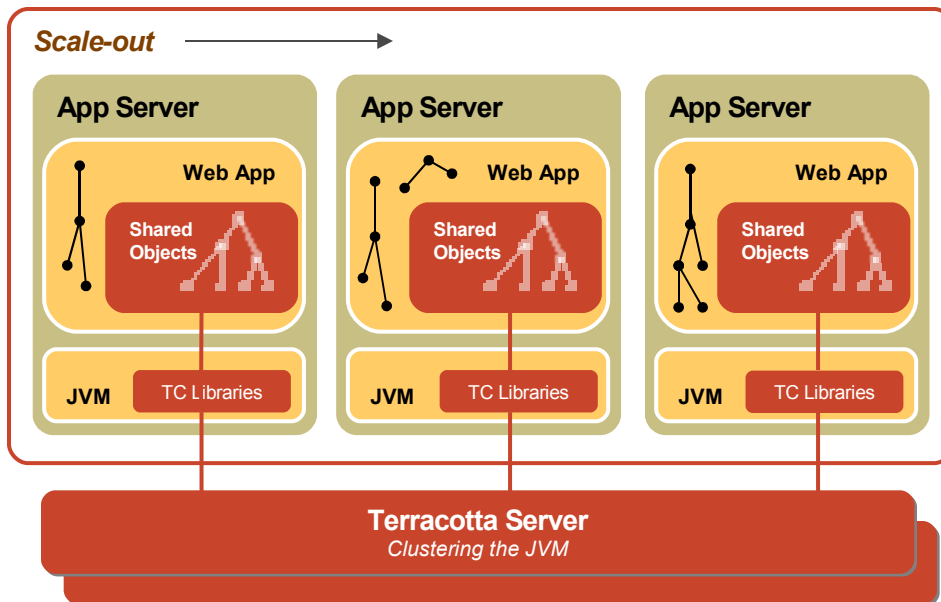 Scale-out
App Server
App Server
App Server
Web App
Web App
Web App
Shared
Objects
Shared
Objects
Shared
Objects
JVM
TC Libraries
JVM
TC Libraries
JVM
TC Libraries
Terracotta Server
Clustering the JVM